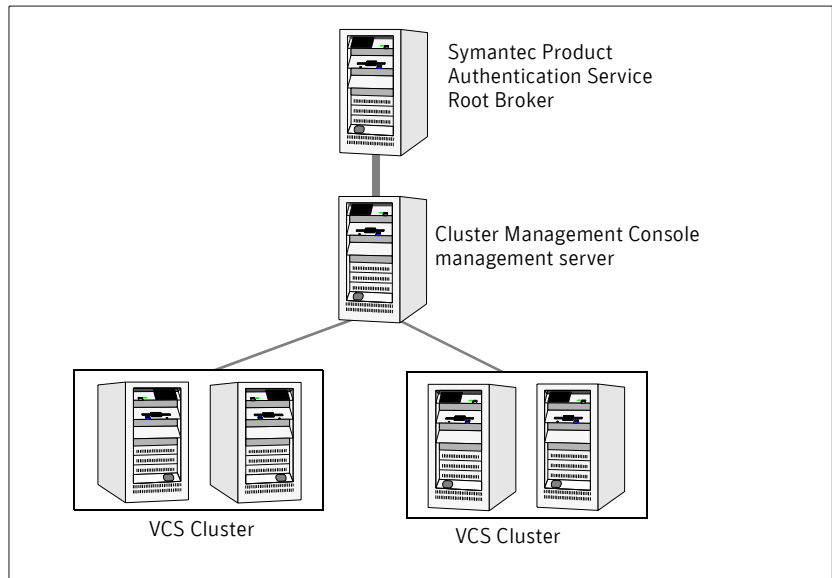 Symantec Product
Authentication Service
Root Broker
Cluster Management Console
management server
VCS Cluster
VCS Cluster